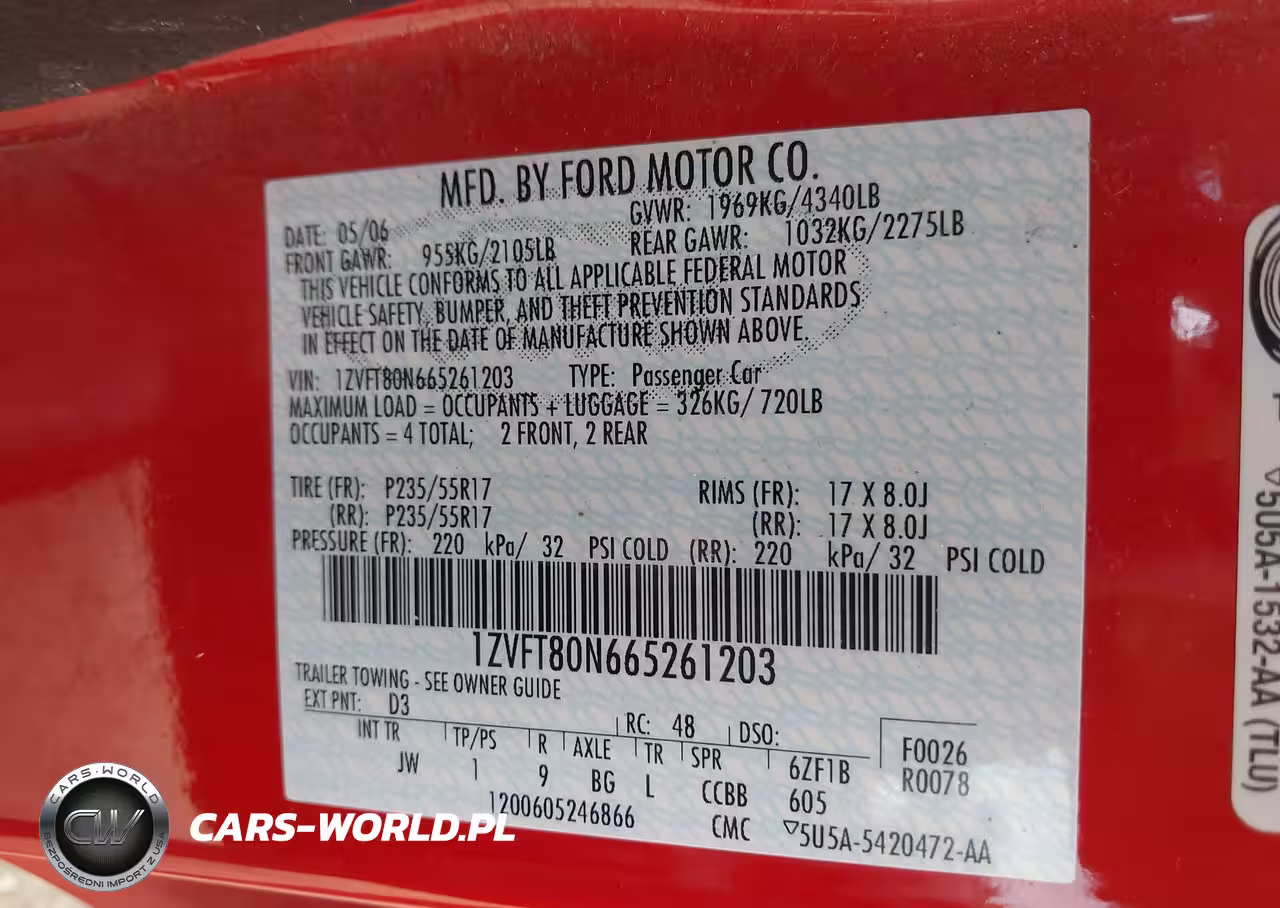 MFD. BY FORD MOTOR CO.
DATE: 05/06 GVWR: 1969KG/4340LB
FRONT GAWR: 955KG/2105LB REAR GAWR: 1032KG/2275LB
THIS VEHICLE CONFORMS TO ALL APPLICABLE FEDERAL MOTOR
VEHICLE SAFETY, BUMPER, AND THEFT PREVENTION STANDARDS
IN EFFECT ON THE DATE OF MANUFACTURE SHOWN ABOVE.
VIN: 1ZVFT80N665261203 TYPE: Passenger Car
MAXIMUM LOAD = OCCUPANTS + LUGGAGE = 326KG/ 720LB
OCCUPANTS = 4 TOTAL; 2 FRONT, 2 REAR
TIRE (FR): P235/55R17 RIMS (FR): 17 X 8.0J
(RR): P235/55R17 (RR): 17 X 8.0J
PRESSURE (FR): 220 kPa/ 32 PSI COLD (RR): 220 kPa/ 32 PSI COLD
1ZVFT80N665261203
TRAILER TOWING - SEE OWNER GUIDE
EXT PNT: D3 RC: 48 DSO:
INT TR TP/PS R AXLE TR SPR 6ZF1B F0026
JW 1 9 BG L CCBB 605 R0078
1200605246866 CMC ▽5U5A-5420472-AA
▽5U5A-1532-AA (TLU)
CARS-WORLD
CW
BEZPOŚREDNI IMPORT Z USA
CARS-WORLD.PL